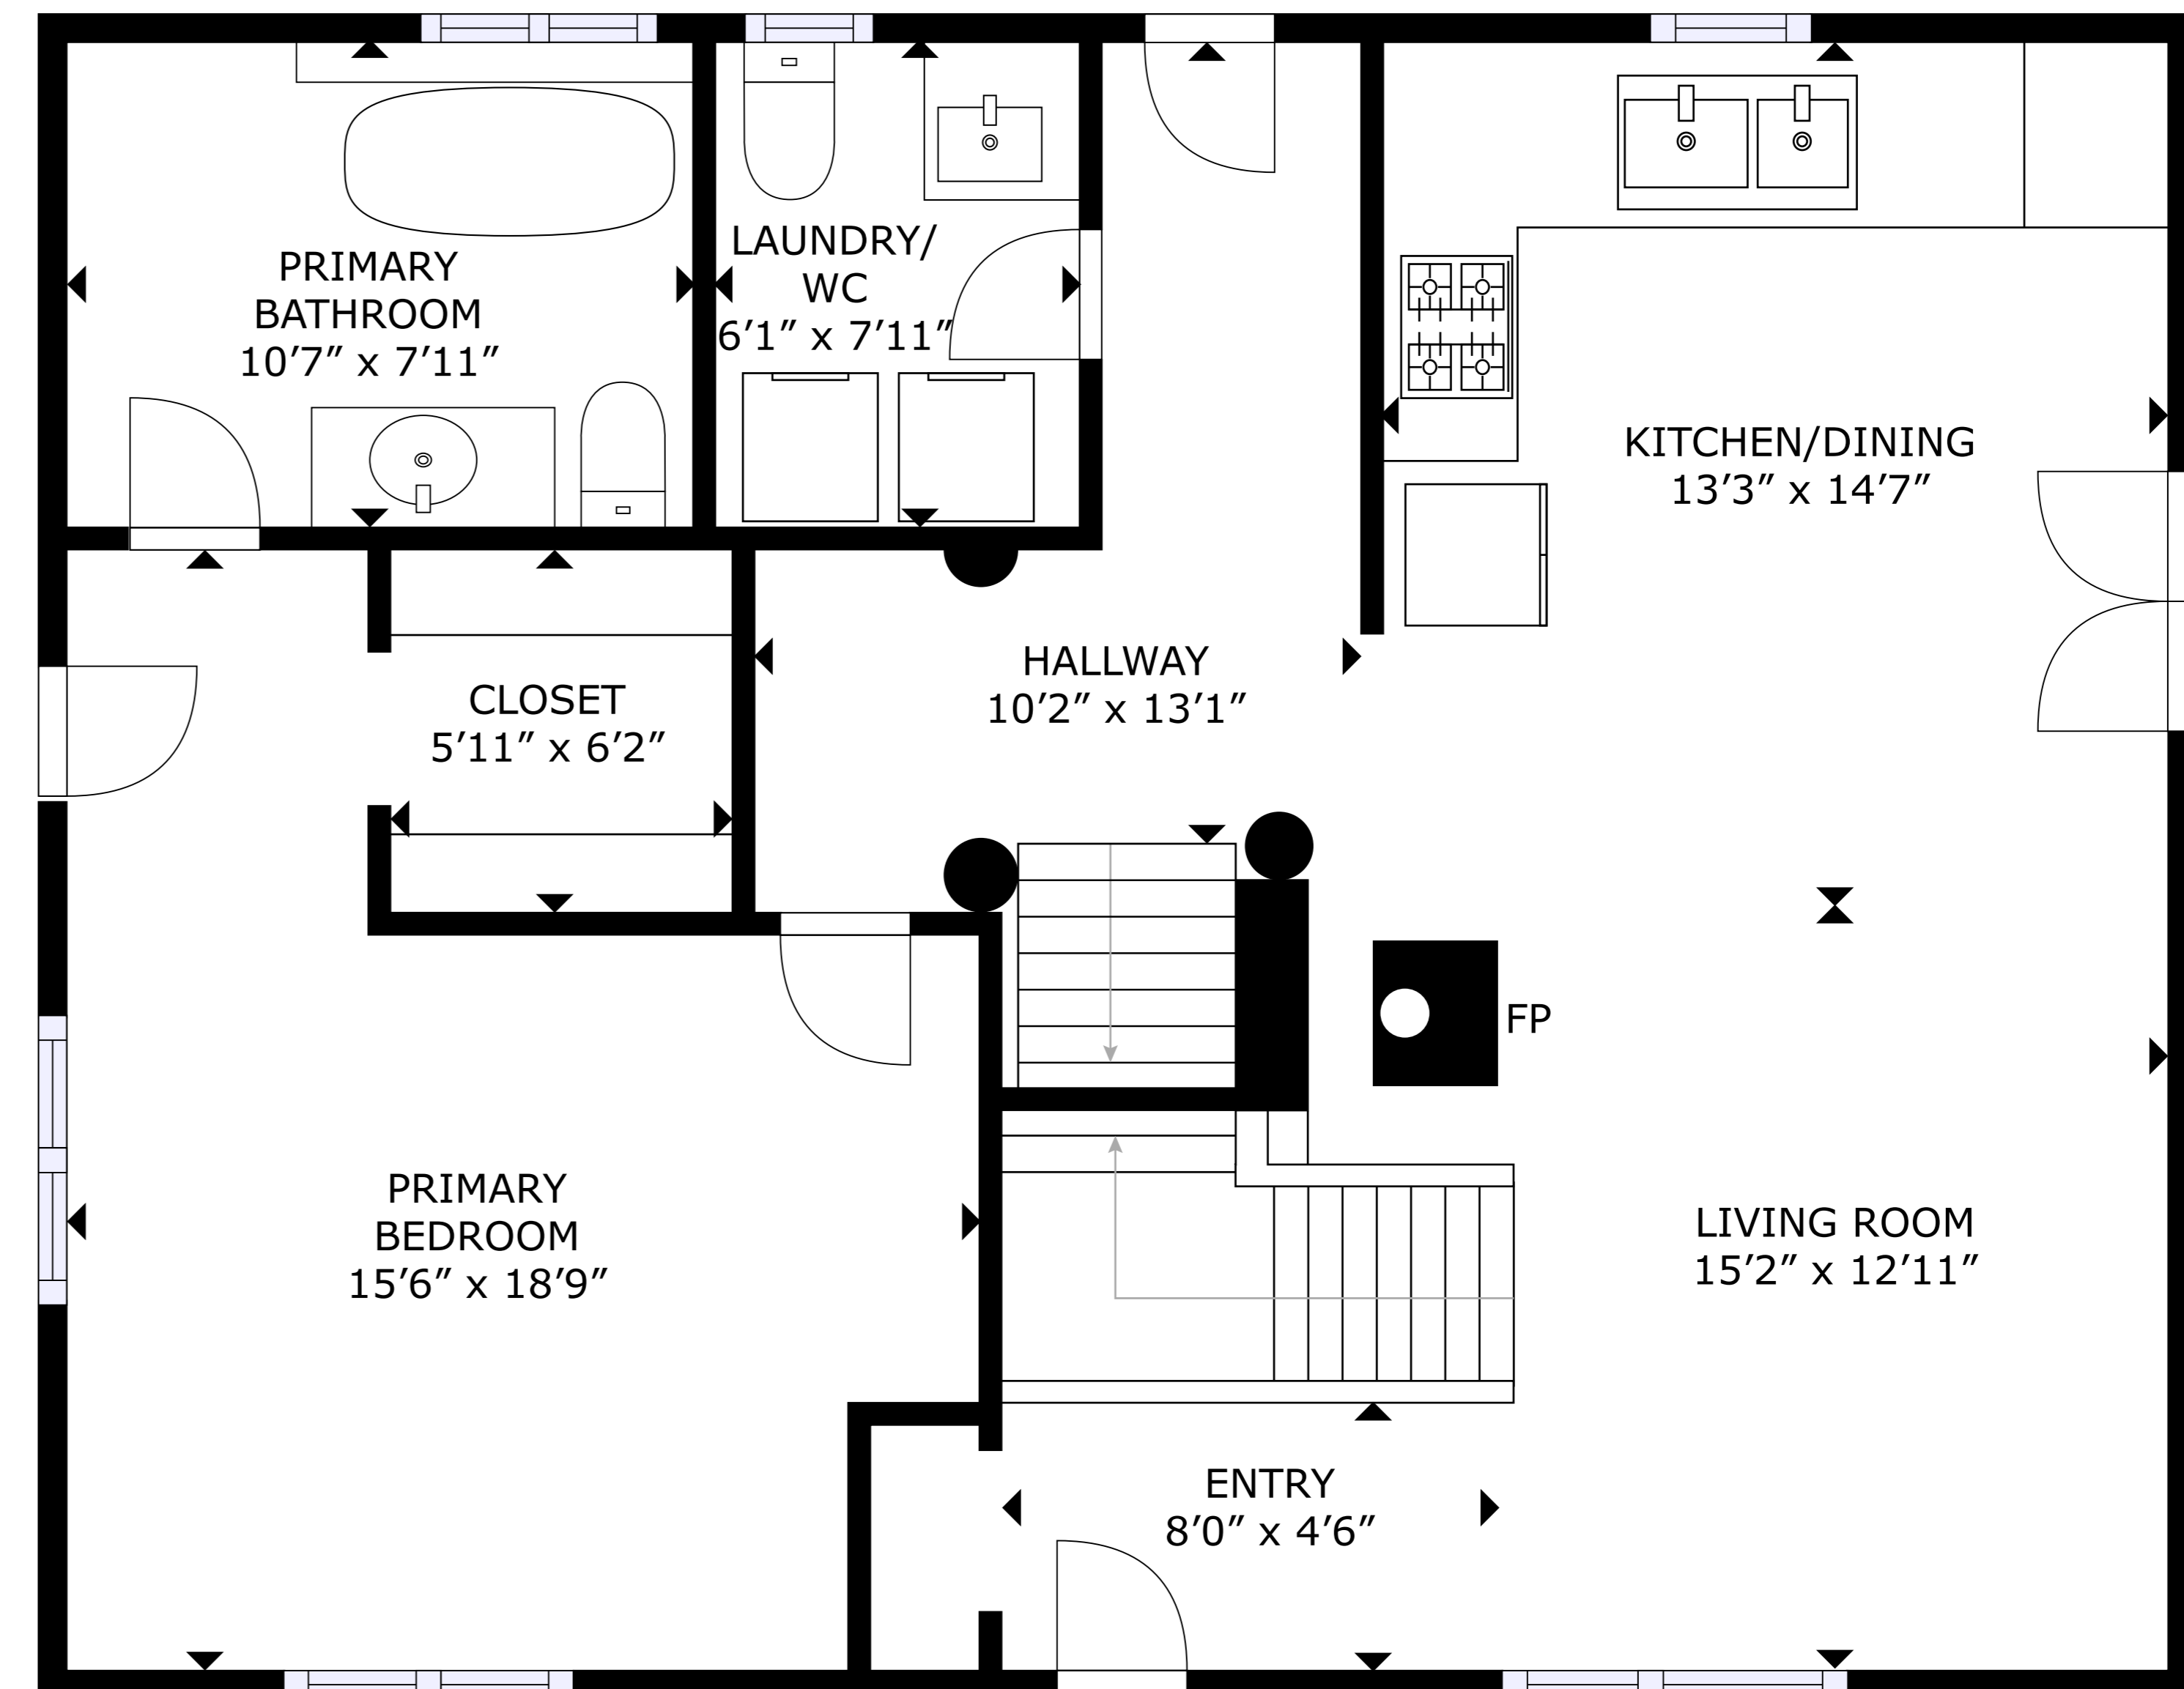 PRIMARY
BATHROOM
10'7" x 7'11"
LAUNDRY/
WC
6'1" x 7'11"
KITCHEN/DINING
13'3" x 14'7"
HALLWAY
10'2" x 13'1"
CLOSET
5'11" x 6'2"
FP
PRIMARY
BEDROOM
15'6" x 18'9"
LIVING ROOM
15'2" x 12'11"
ENTRY
8'0" x 4'6"